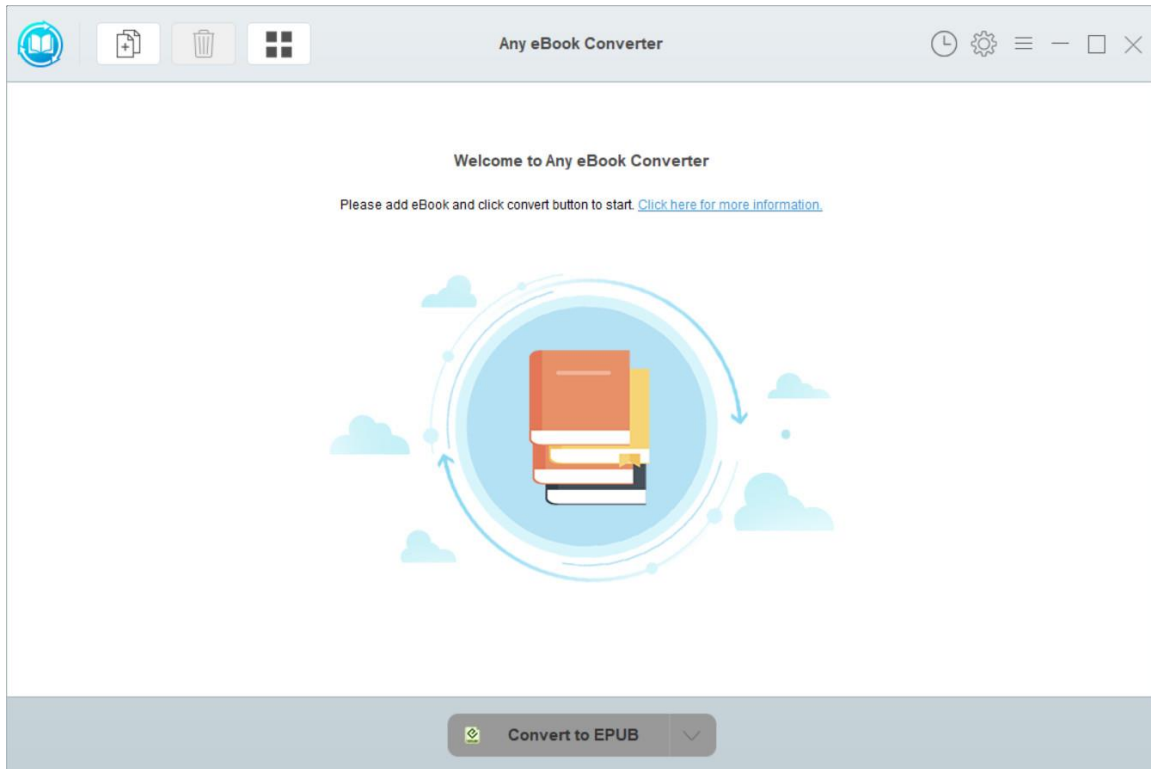 Any eBook Converter
Welcome to Any eBook Converter
Please add eBook and click convert button to start. Click here for more information.
Convert to EPUB